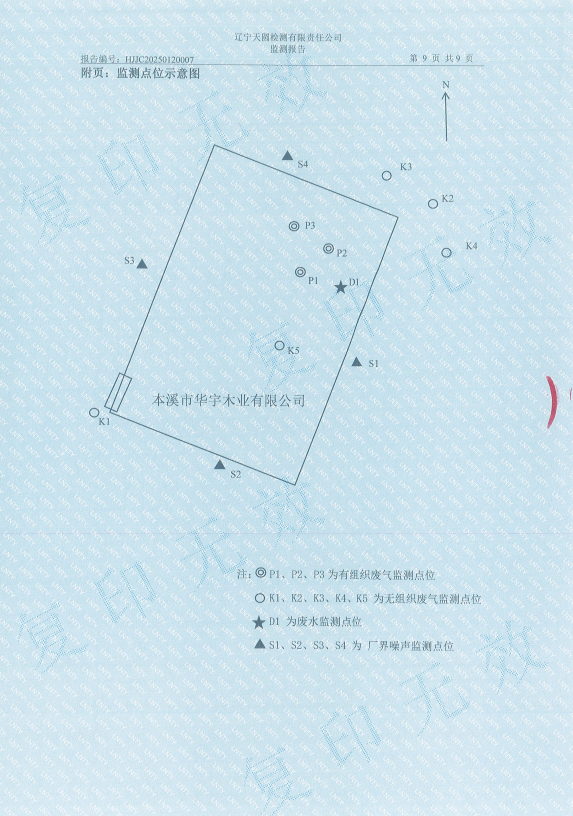 辽宁天圆检测有限责任公司
监测报告
报告编号：HJJC20250120007 第 9 页 共 9 页
附页：监测点位示意图
N
S4
K3
K2
P3
K4
P2
S3
P1
D1
K5
S1
本溪市华宇木业有限公司
K1
S2
注：◎ P1、P2、P3 为有组织废气监测点位
○ K1、K2、K3、K4、K5 为无组织废气监测点位
★ D1 为废水监测点位
▲ S1、S2、S3、S4 为 厂界噪声监测点位
复印无效
复印无效
复印无效
复印无效